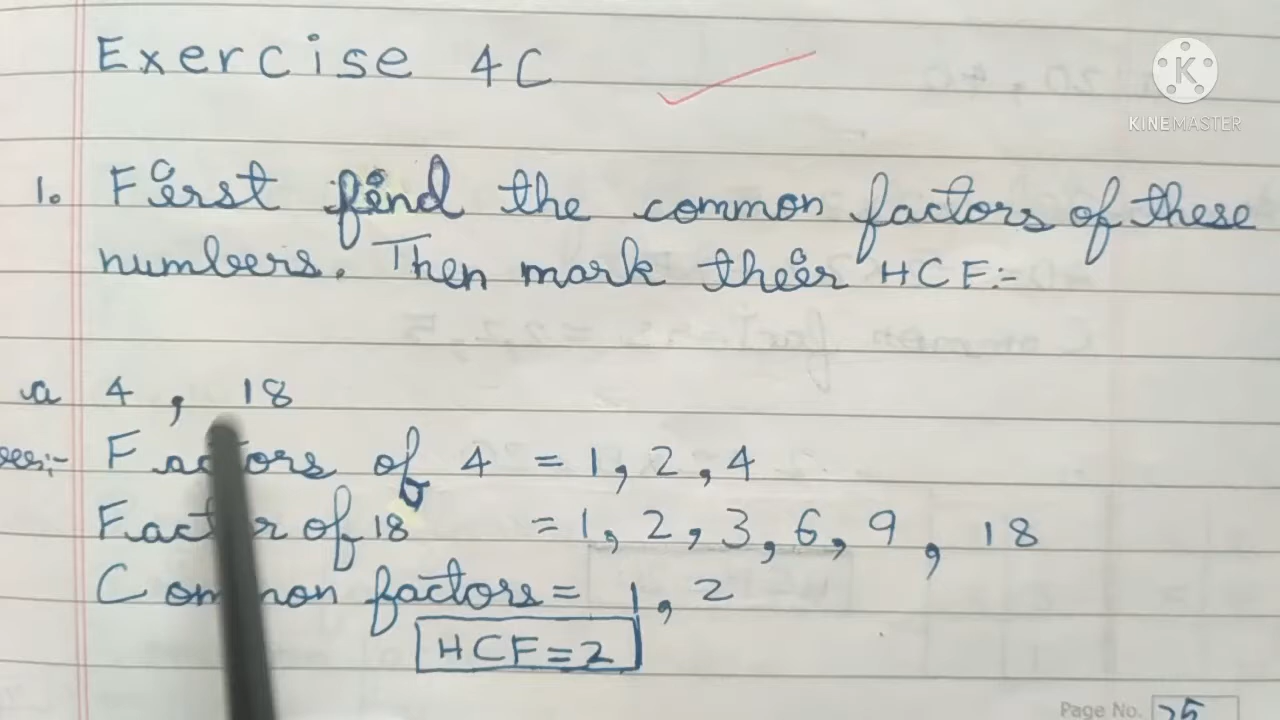 Exercise 4C
KINEMASTER
1. First find the common factors of these
numbers. Then mark their HCF:-
a 4, 18
Factors of 4 = 1, 2, 4
Factor of 18 = 1, 2, 3, 6, 9, 18
Common factors = 1, 2
HCF = 2
Page No. 25